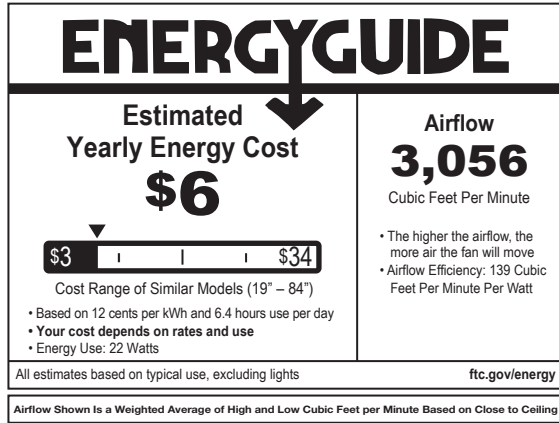 ENERGYGUIDE
Estimated
Yearly Energy Cost
$6
$3
$34
Cost Range of Similar Models (19” – 84”)
• Based on 12 cents per kWh and 6.4 hours use per day
• Your cost depends on rates and use
• Energy Use: 22 Watts
Airflow
3,056
Cubic Feet Per Minute
• The higher the airflow, the
more air the fan will move
• Airflow Efficiency: 139 Cubic
Feet Per Minute Per Watt
All estimates based on typical use, excluding lights
ftc.gov/energy
Airflow Shown Is a Weighted Average of High and Low Cubic Feet per Minute Based on Close to Ceiling